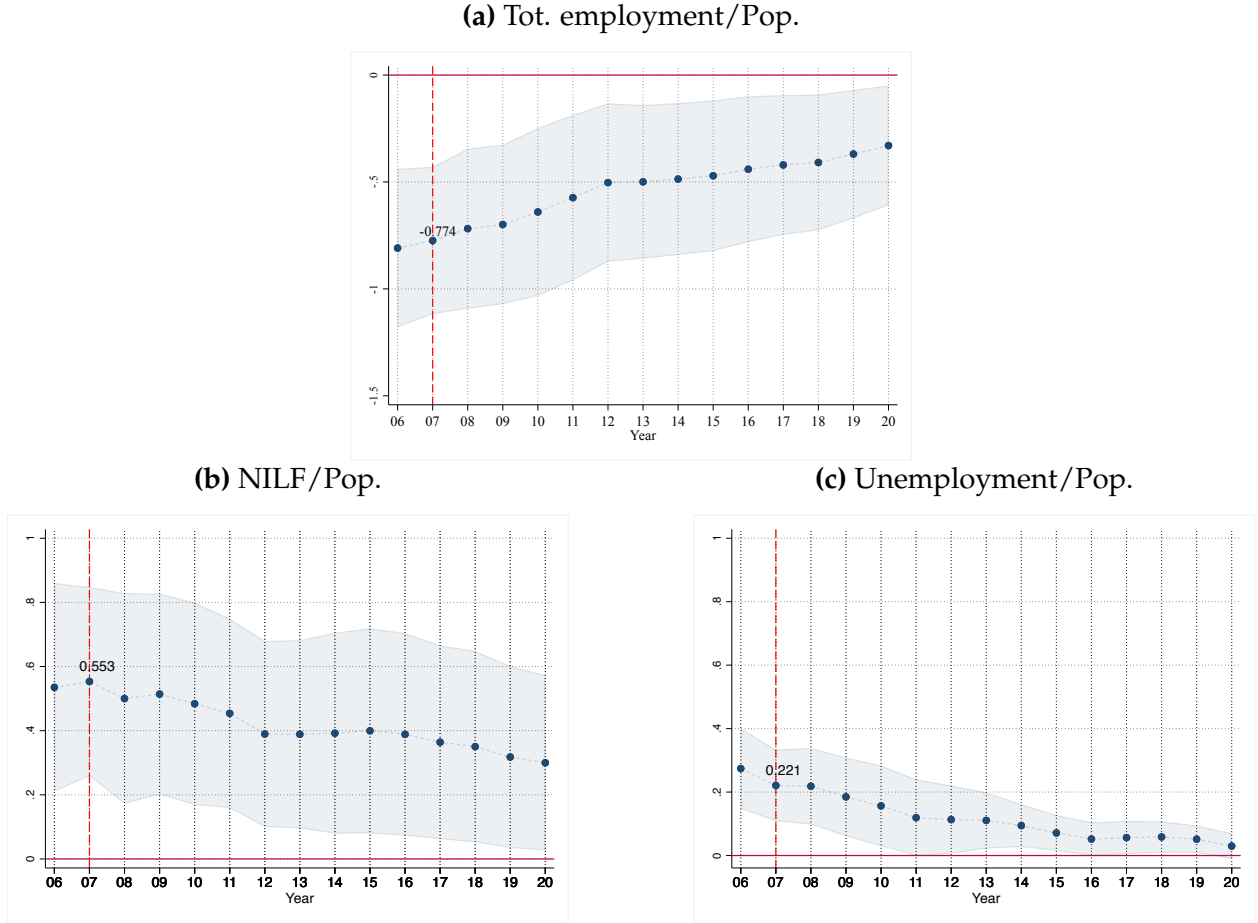 (a) Tot. employment/Pop.
0
-.5
-1
-1.5
-0.774
06 07 08 09 10 11 12 13 14 15 16 17 18 19 20
Year
(b) NILF/Pop.
1
.8
.6
.4
.2
0
0.553
06 07 08 09 10 11 12 13 14 15 16 17 18 19 20
Year
(c) Unemployment/Pop.
1
.8
.6
.4
.2
0
0.221
06 07 08 09 10 11 12 13 14 15 16 17 18 19 20
Year